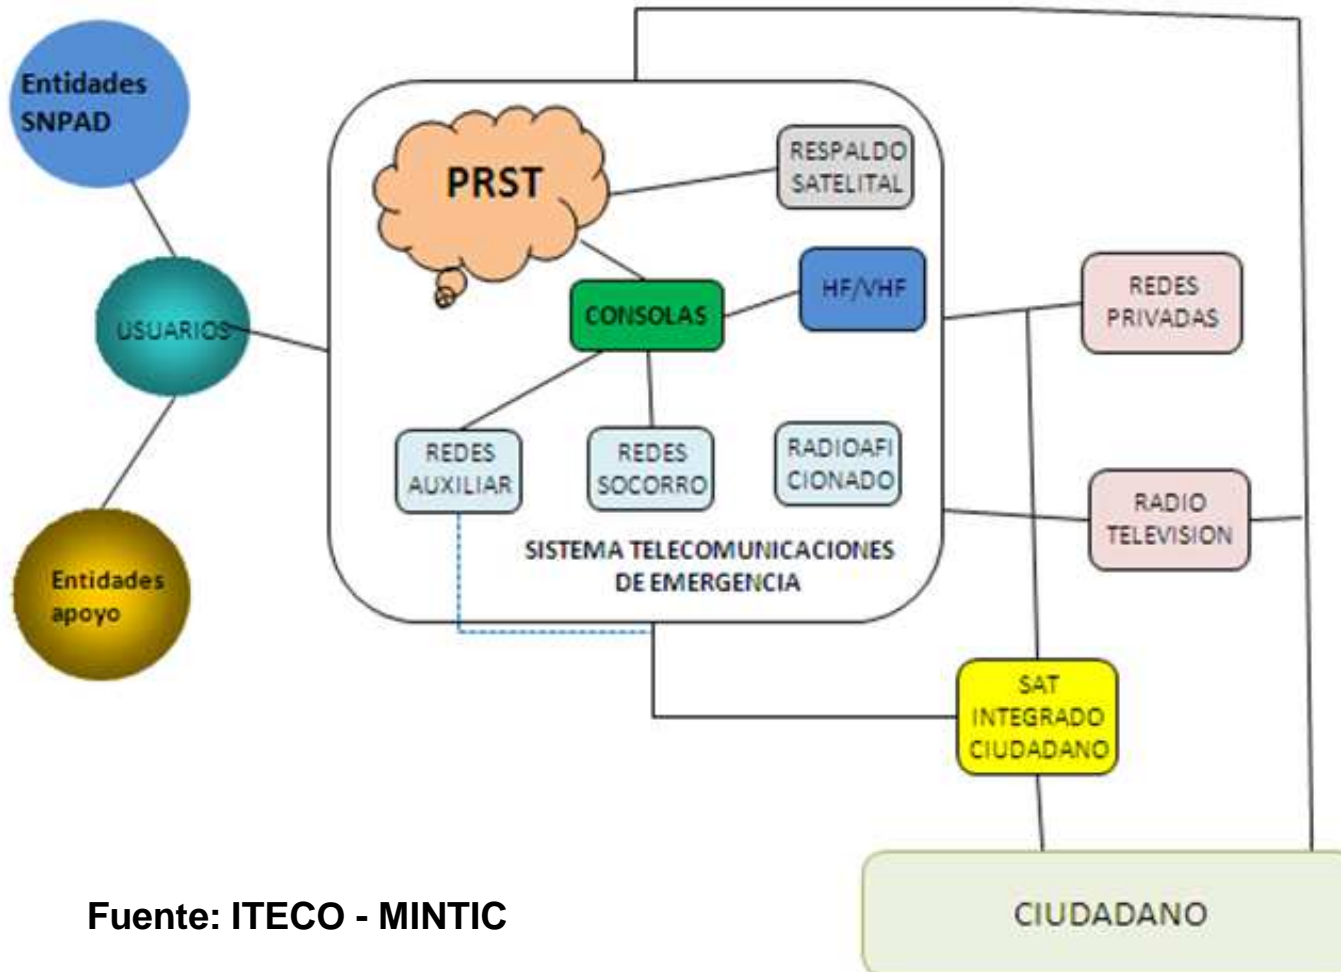 Entidades
SNPAD
USUARIOS
Entidades
apoyo
PRST
RESPALDO
SATELITAL
CONSOLAS
HF/VHF
REDES
AUXILIAR
REDES
SOCORRO
RADIOAFI
CIONADO
SISTEMA TELECOMUNICACIONES
DE EMERGENCIA
REDES
PRIVADAS
RADIO
TELEVISION
SAT
INTEGRADO
CIUDADANO
CIUDADANO
Fuente: ITECO - MINTIC